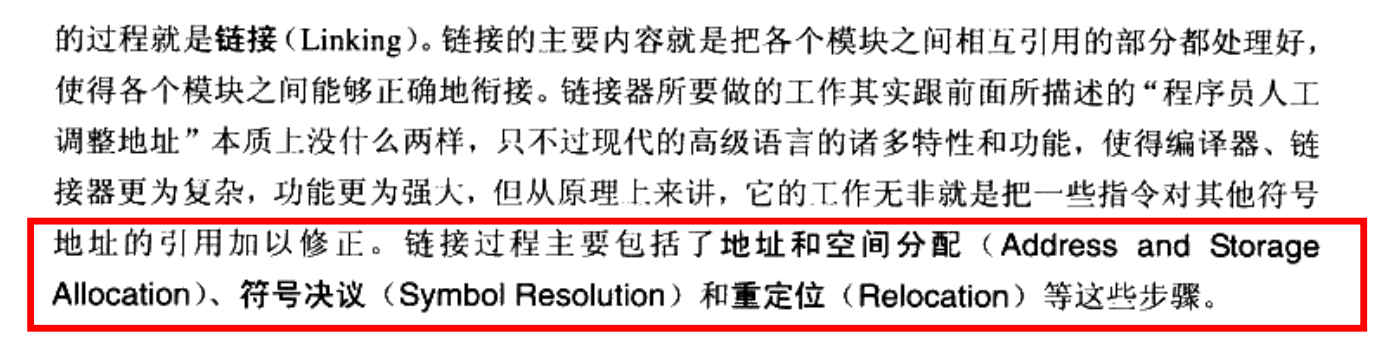 的过程就是链接（Linking）。链接的主要内容就是把各个模块之间相互引用的部分都处理好，
使得各个模块之间能够正确地衔接。链接器所要做的工作其实跟前面所描述的“程序员人工
调整地址”本质上没什么两样，只不过现代的高级语言的诸多特性和功能，使得编译器、链
接器更为复杂，功能更为强大，但从原理上来讲，它的工作无非就是把一些指令对其他符号
地址的引用加以修正。链接过程主要包括了地址和空间分配（Address and Storage
Allocation）、符号决议（Symbol Resolution）和重定位（Relocation）等这些步骤。